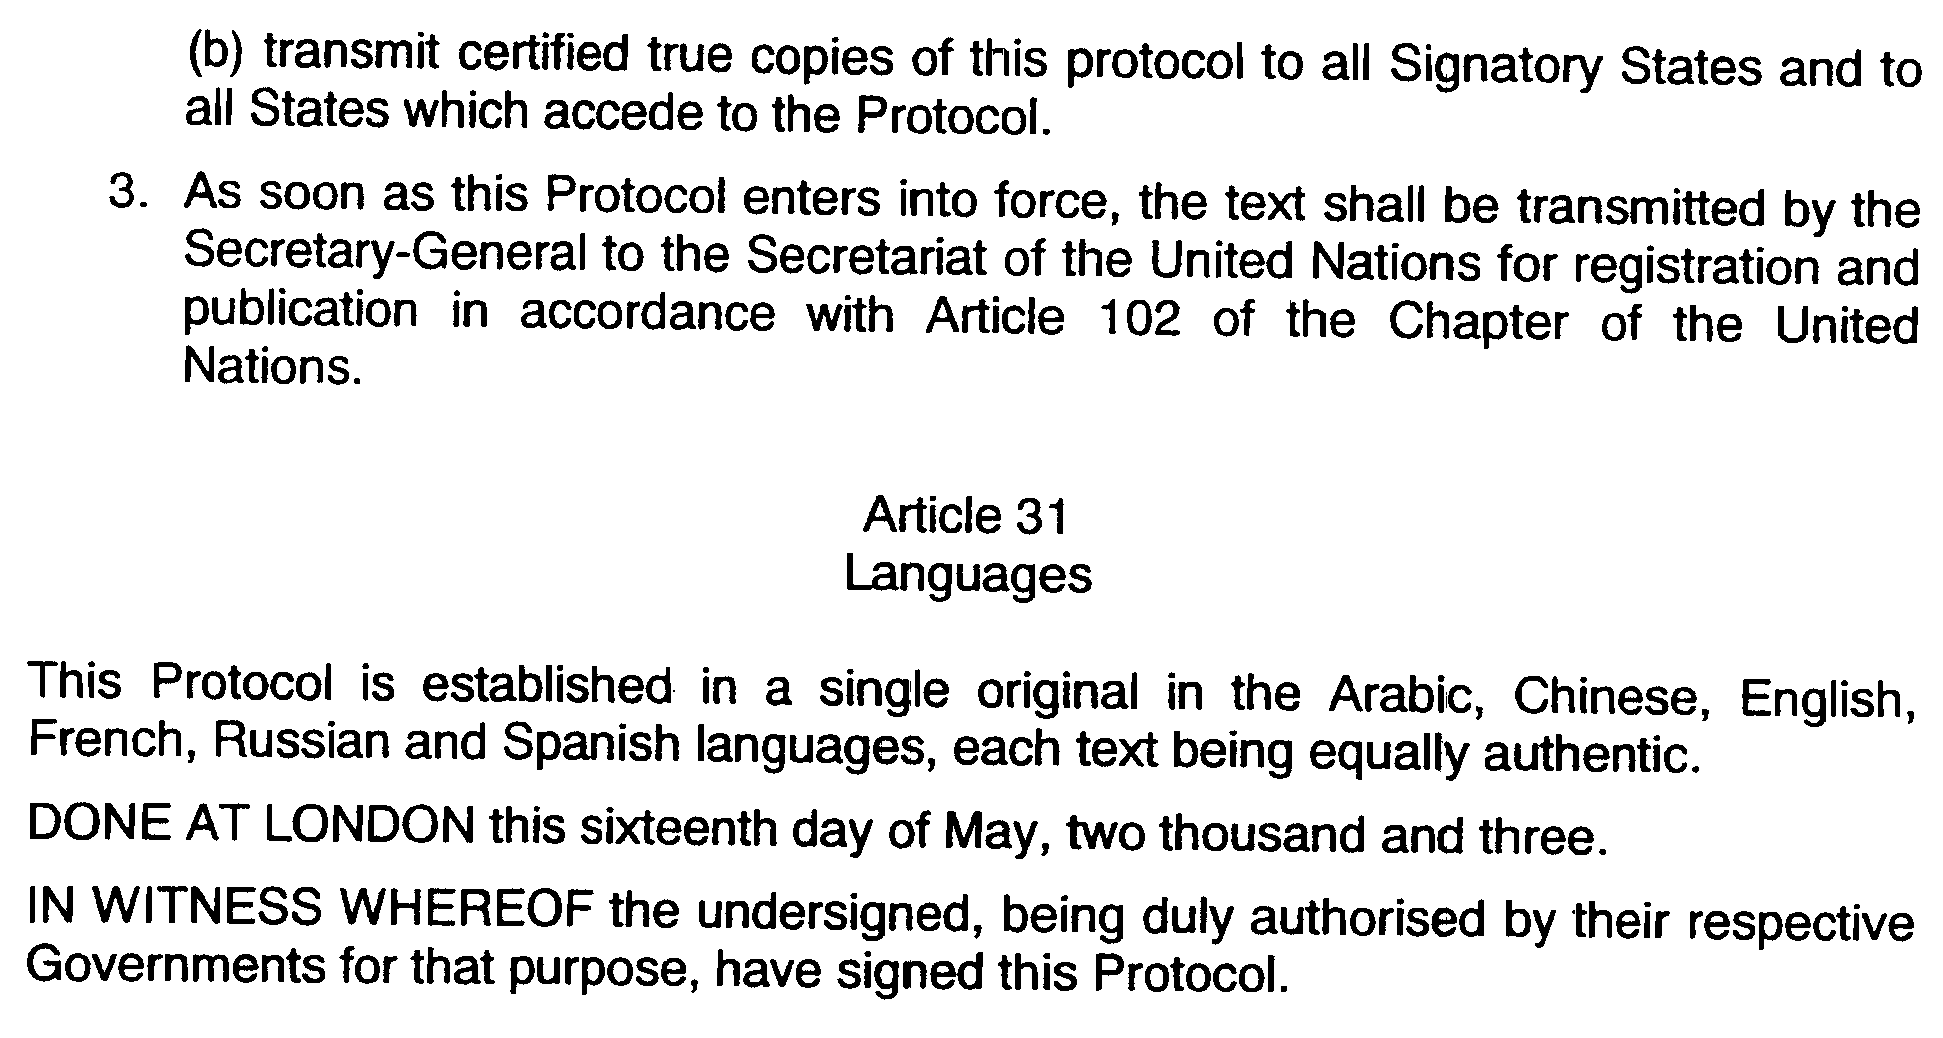 (b) transmit certified true copies of this protocol to all Signatory States and to
all States which accede to the Protocol.
3. As soon as this Protocol enters into force, the text shall be transmitted by the
Secretary-General to the Secretariat of the United Nations for registration and
publication in accordance with Article 102 of the Chapter of the United
Nations.
Article 31
Languages
This Protocol is established in a single original in the Arabic, Chinese, English,
French, Russian and Spanish languages, each text being equally authentic.
DONE AT LONDON this sixteenth day of May, two thousand and three.
IN WITNESS WHEREOF the undersigned, being duly authorised by their respective
Governments for that purpose, have signed this Protocol.